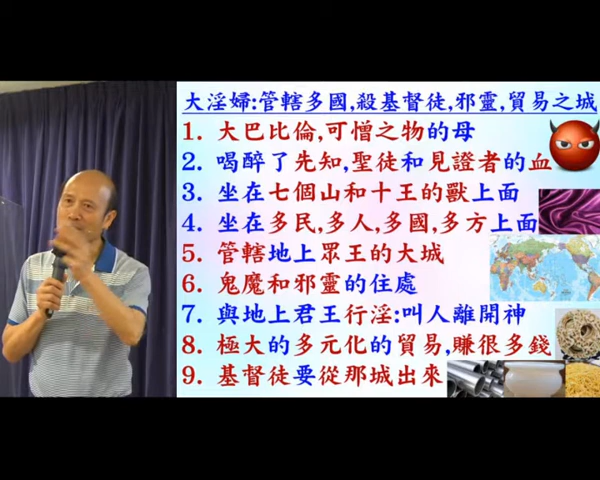 大淫婦:管轄多國,殺基督徒,邪靈,貿易之城
1. 大巴比倫,可憎之物的母
2. 喝醉了先知,聖徒和見證者的血
3. 坐在七個山和十王的獸上面
4. 坐在多民,多人,多國,多方上面
5. 管轄地上眾王的大城
6. 鬼魔和邪靈的住處
7. 與地上君王行淫:叫人離開神
8. 極大的多元化的貿易,賺很多錢
9. 基督徒要從那城出來